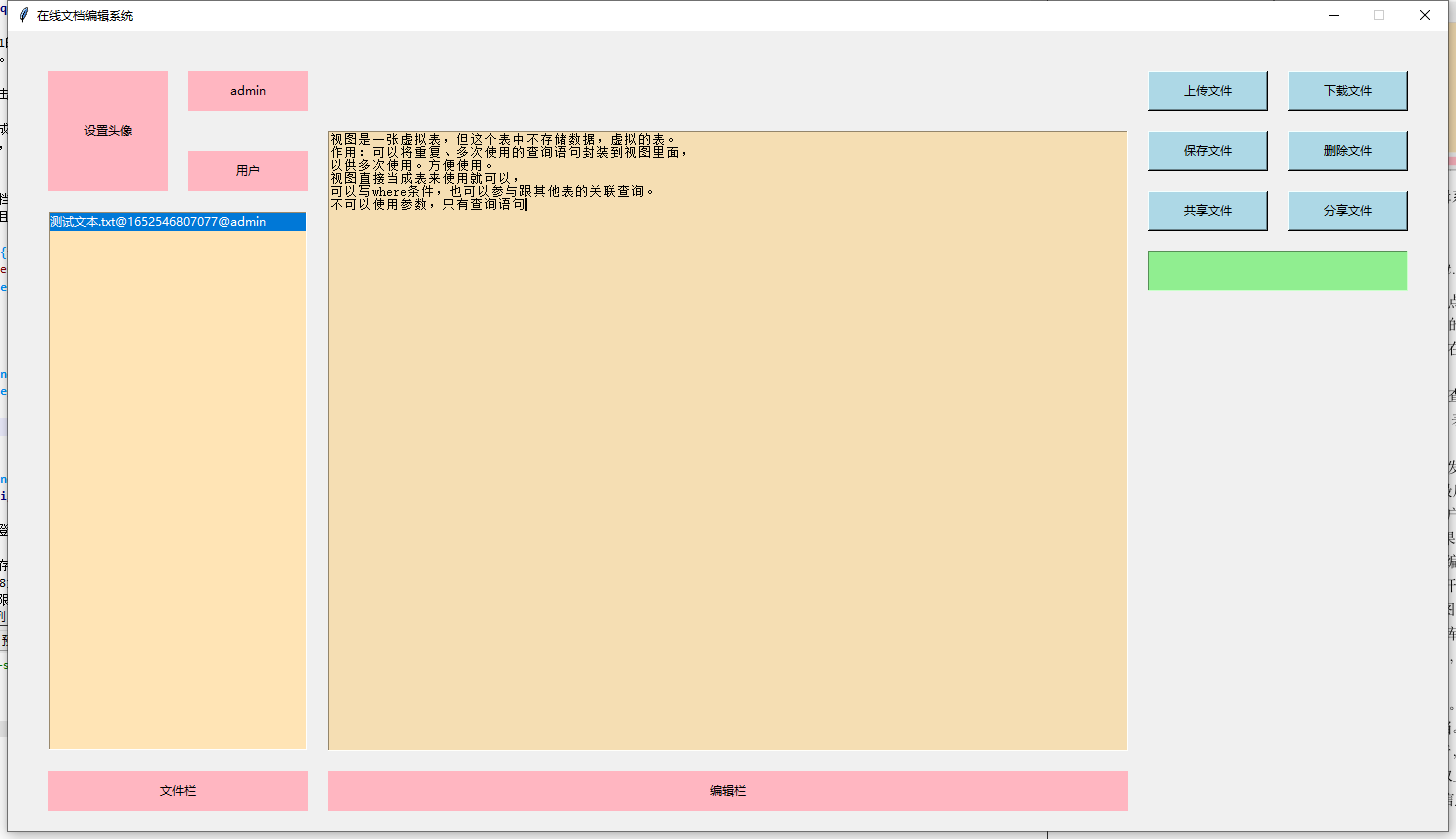 在线文档编辑系统
设置头像
admin
用户
上传文件
下载文件
保存文件
删除文件
共享文件
分享文件
测试文本.txt@1652546807077@admin
视图是一张虚拟表，但这个表中不存储数据，虚拟的表。
作用：可以将重复、多次使用的查询语句封装到视图里面，
以供多次使用。方便使用。
视图直接当成表来使用就可以，
可以写where条件，也可以参与跟其他表的关联查询。
不可以使用参数，只有查询语句
文件栏
编辑栏